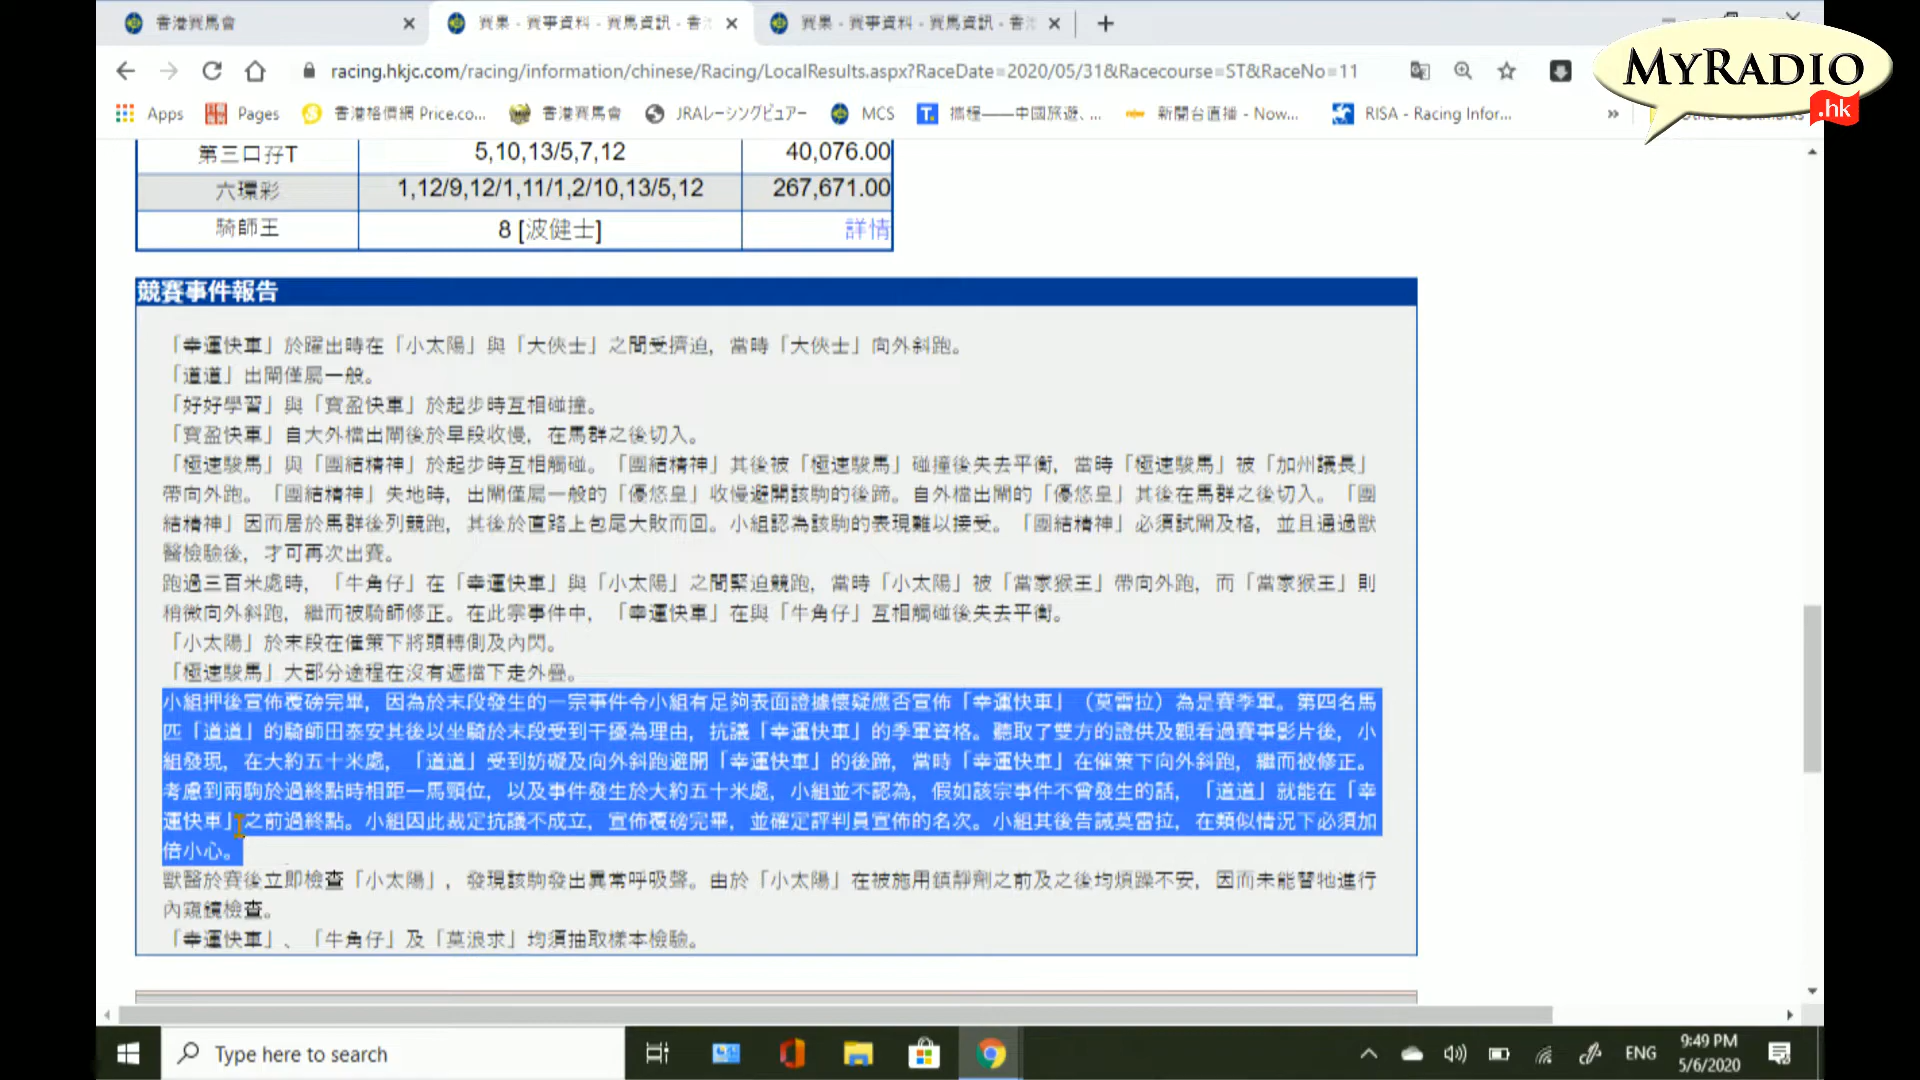 香港賽馬會
賽果 - 賽事資料 - 賽馬資訊 - 香
賽果 - 賽事資料 - 賽馬資訊 - 香
racing.hkjc.com/racing/information/chinese/Racing/LocalResults.aspx?RaceDate=2020/05/31&Racecourse=ST&RaceNo=11
MYRADIO
.hk
Apps Pages 香港格價網 Price.co... 香港賽馬會 JRAレーシングビュアー MCS 攜程——中國旅遊、... 新聞台直播 - Now... RISA - Racing Infor... »
第三口孖T 5,10,13/5,7,12 40,076.00
六環彩 1,12/9,12/1,11/1,2/10,13/5,12 267,671.00
騎師王 8 [波健士] 詳情
競賽事件報告
「幸運快車」於躍出時在「小太陽」與「大俠士」之間受擠迫，當時「大俠士」向外斜跑。
「道道」出閘僅屬一般。
「好好學習」與「寶盈快車」於起步時互相碰撞。
「寶盈快車」自大外檔出閘後於早段收慢，在馬群之後切入。
「極速駿馬」與「團結精神」於起步時互相觸碰。「團結精神」其後被「極速駿馬」碰撞後失去平衡，當時「極速駿馬」被「加州議長」
帶向外跑。「團結精神」失地時，出閘僅屬一般的「優悠皇」收慢避開該駒的後蹄。自外檔出閘的「優悠皇」其後在馬群之後切入。「團
結精神」因而居於馬群後列競跑，其後於直路上包尾大敗而回。小組認為該駒的表現難以接受。「團結精神」必須試閘及格，並且通過獸
醫檢驗後，才可再次出賽。
跑過三百米處時，「牛角仔」在「幸運快車」與「小太陽」之間緊迫競跑，當時「小太陽」被「當家猴王」帶向外跑，而「當家猴王」則
稍微向外斜跑，繼而被騎師修正。在此宗事件中，「幸運快車」在與「牛角仔」互相觸碰後失去平衡。
「小太陽」於末段在催策下將頭轉側及內閃。
「極速駿馬」大部分途程在沒有遮擋下走外疊。
小組押後宣佈覆磅完畢，因為於末段發生的一宗事件令小組有足夠表面證據懷疑應否宣佈「幸運快車」（莫雷拉）為是賽季軍。第四名馬
匹「道道」的騎師田泰安其後以坐騎於末段受到干擾為理由，抗議「幸運快車」的季軍資格。聽取了雙方的證供及觀看過賽事影片後，小
組發現，在大約五十米處，「道道」受到妨礙及向外斜跑避開「幸運快車」的後蹄，當時「幸運快車」在催策下向外斜跑，繼而被修正。
考慮到兩駒於過終點時相距一馬頸位，以及事件發生於大約五十米處，小組並不認為，假如該宗事件不曾發生的話，「道道」就能在「幸
運快車」之前過終點。小組因此裁定抗議不成立，宣佈覆磅完畢，並確定評判員宣佈的名次。小組其後告誡莫雷拉，在類似情況下必須加
倍小心。
獸醫於賽後立即檢查「小太陽」，發現該駒發出異常呼吸聲。由於「小太陽」在被施用鎮靜劑之前及之後均煩躁不安，因而未能替牠進行
內窺鏡檢查。
「幸運快車」、「牛角仔」及「莫浪求」均須抽取樣本檢驗。
Type here to search
ENG
9:49 PM
5/6/2020